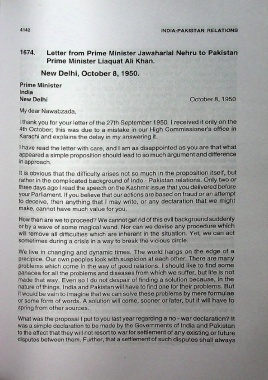 4142 INDIA-PAKISTAN RELATIONS
1674. Letter from Prime Minister Jawaharlal Nehru to Pakistan
Prime Minister Liaquat Ali Khan.
New Delhi, October 8, 1950.
Prime Minister
India
New Delhi October 8, 1950
My dear Nawabzada,
I thank you for your letter of the 27th September 1950. I received it only on the
4th October; this was due to a mistake in our High Commissioner's office in
Karachi and explains the delay in my answering it.
I have read the letter with care, and I am as disappointed as you are that what
appeared a simple proposition should lead to so much argument and difference
in approach.
It is obvious that the difficulty arises not so much in the proposition itself, but
rather in the complicated background of Indo - Pakistan relations. Only two or
three days ago I read the speech on the Kashmir issue that you delivered before
your Parliament. If you believe that our actions are based on fraud or an attempt
to deceive, then anything that I may write, or any declaration that we might
make, cannot have much value for you.
How then are we to proceed? We cannot get rid of this evil background suddenly
or by a wave of some magical wand. Nor can we devise any procedure which
will remove all difficulties which are inherent in the situation. Yet, we can act
sometimes during a crisis in a way to break the vicious circle.
We live in changing and dynamic times. The world hangs on the edge of a
precipice. Our own peoples look with suspicion at each other. There are many
problems which come in the way of good relations. I should like to find some
panacea for all the problems and diseases from which we suffer, but life is not
made that way. Even so I do not despair of finding a solution because, in the
nature of things, India and Pakistan will have to find one for their problems. But
it would be vain to imagine that we can solve these problems by mere formulae
or some form of words. A solution will come, sooner or later, but it will have to
spring from other sources.
What was the proposal I put to you last year regarding a no - war declaration? It
was a simple declaration to be made by the Governments of India and Pakistan
to the effect that they will not resort to war for settlement of any existing or future
disputes between them. Further, that a settlement of such disputes shall always